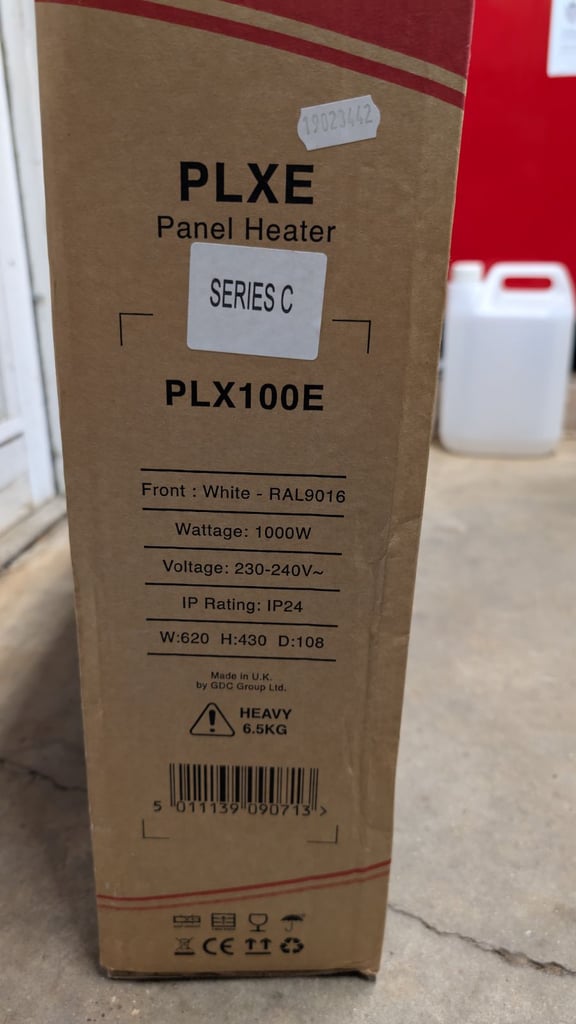 19023442
PLXE
Panel Heater
SERIES C
PLX100E
Front : White - RAL9016
Wattage: 1000W
Voltage: 230-240V~
IP Rating: IP24
W:620 H:430 D:108
Made in U.K.
by GDC Group Ltd.
HEAVY
6.5KG
5 011139 090713 >
CE